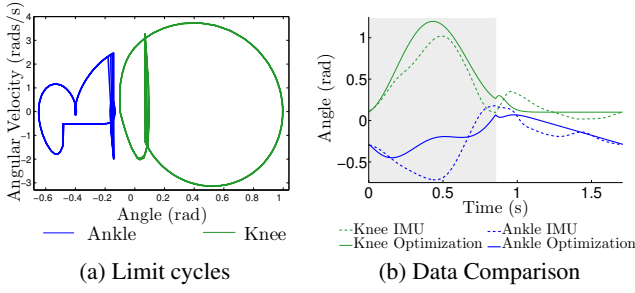 Angular Velocity (rads/s)
4
3
2
1
0
−1
−2
−3
−0.6 −0.4 −0.2 0 0.2 0.4 0.6 0.8 1
Angle (rad)
Ankle Knee
(a) Limit cycles
Angle (rad)
1
0.5
0
−0.5
0 0.5 1 1.5
Time (s)
Knee IMU Ankle IMU
Knee Optimization Ankle Optimization
(b) Data Comparison